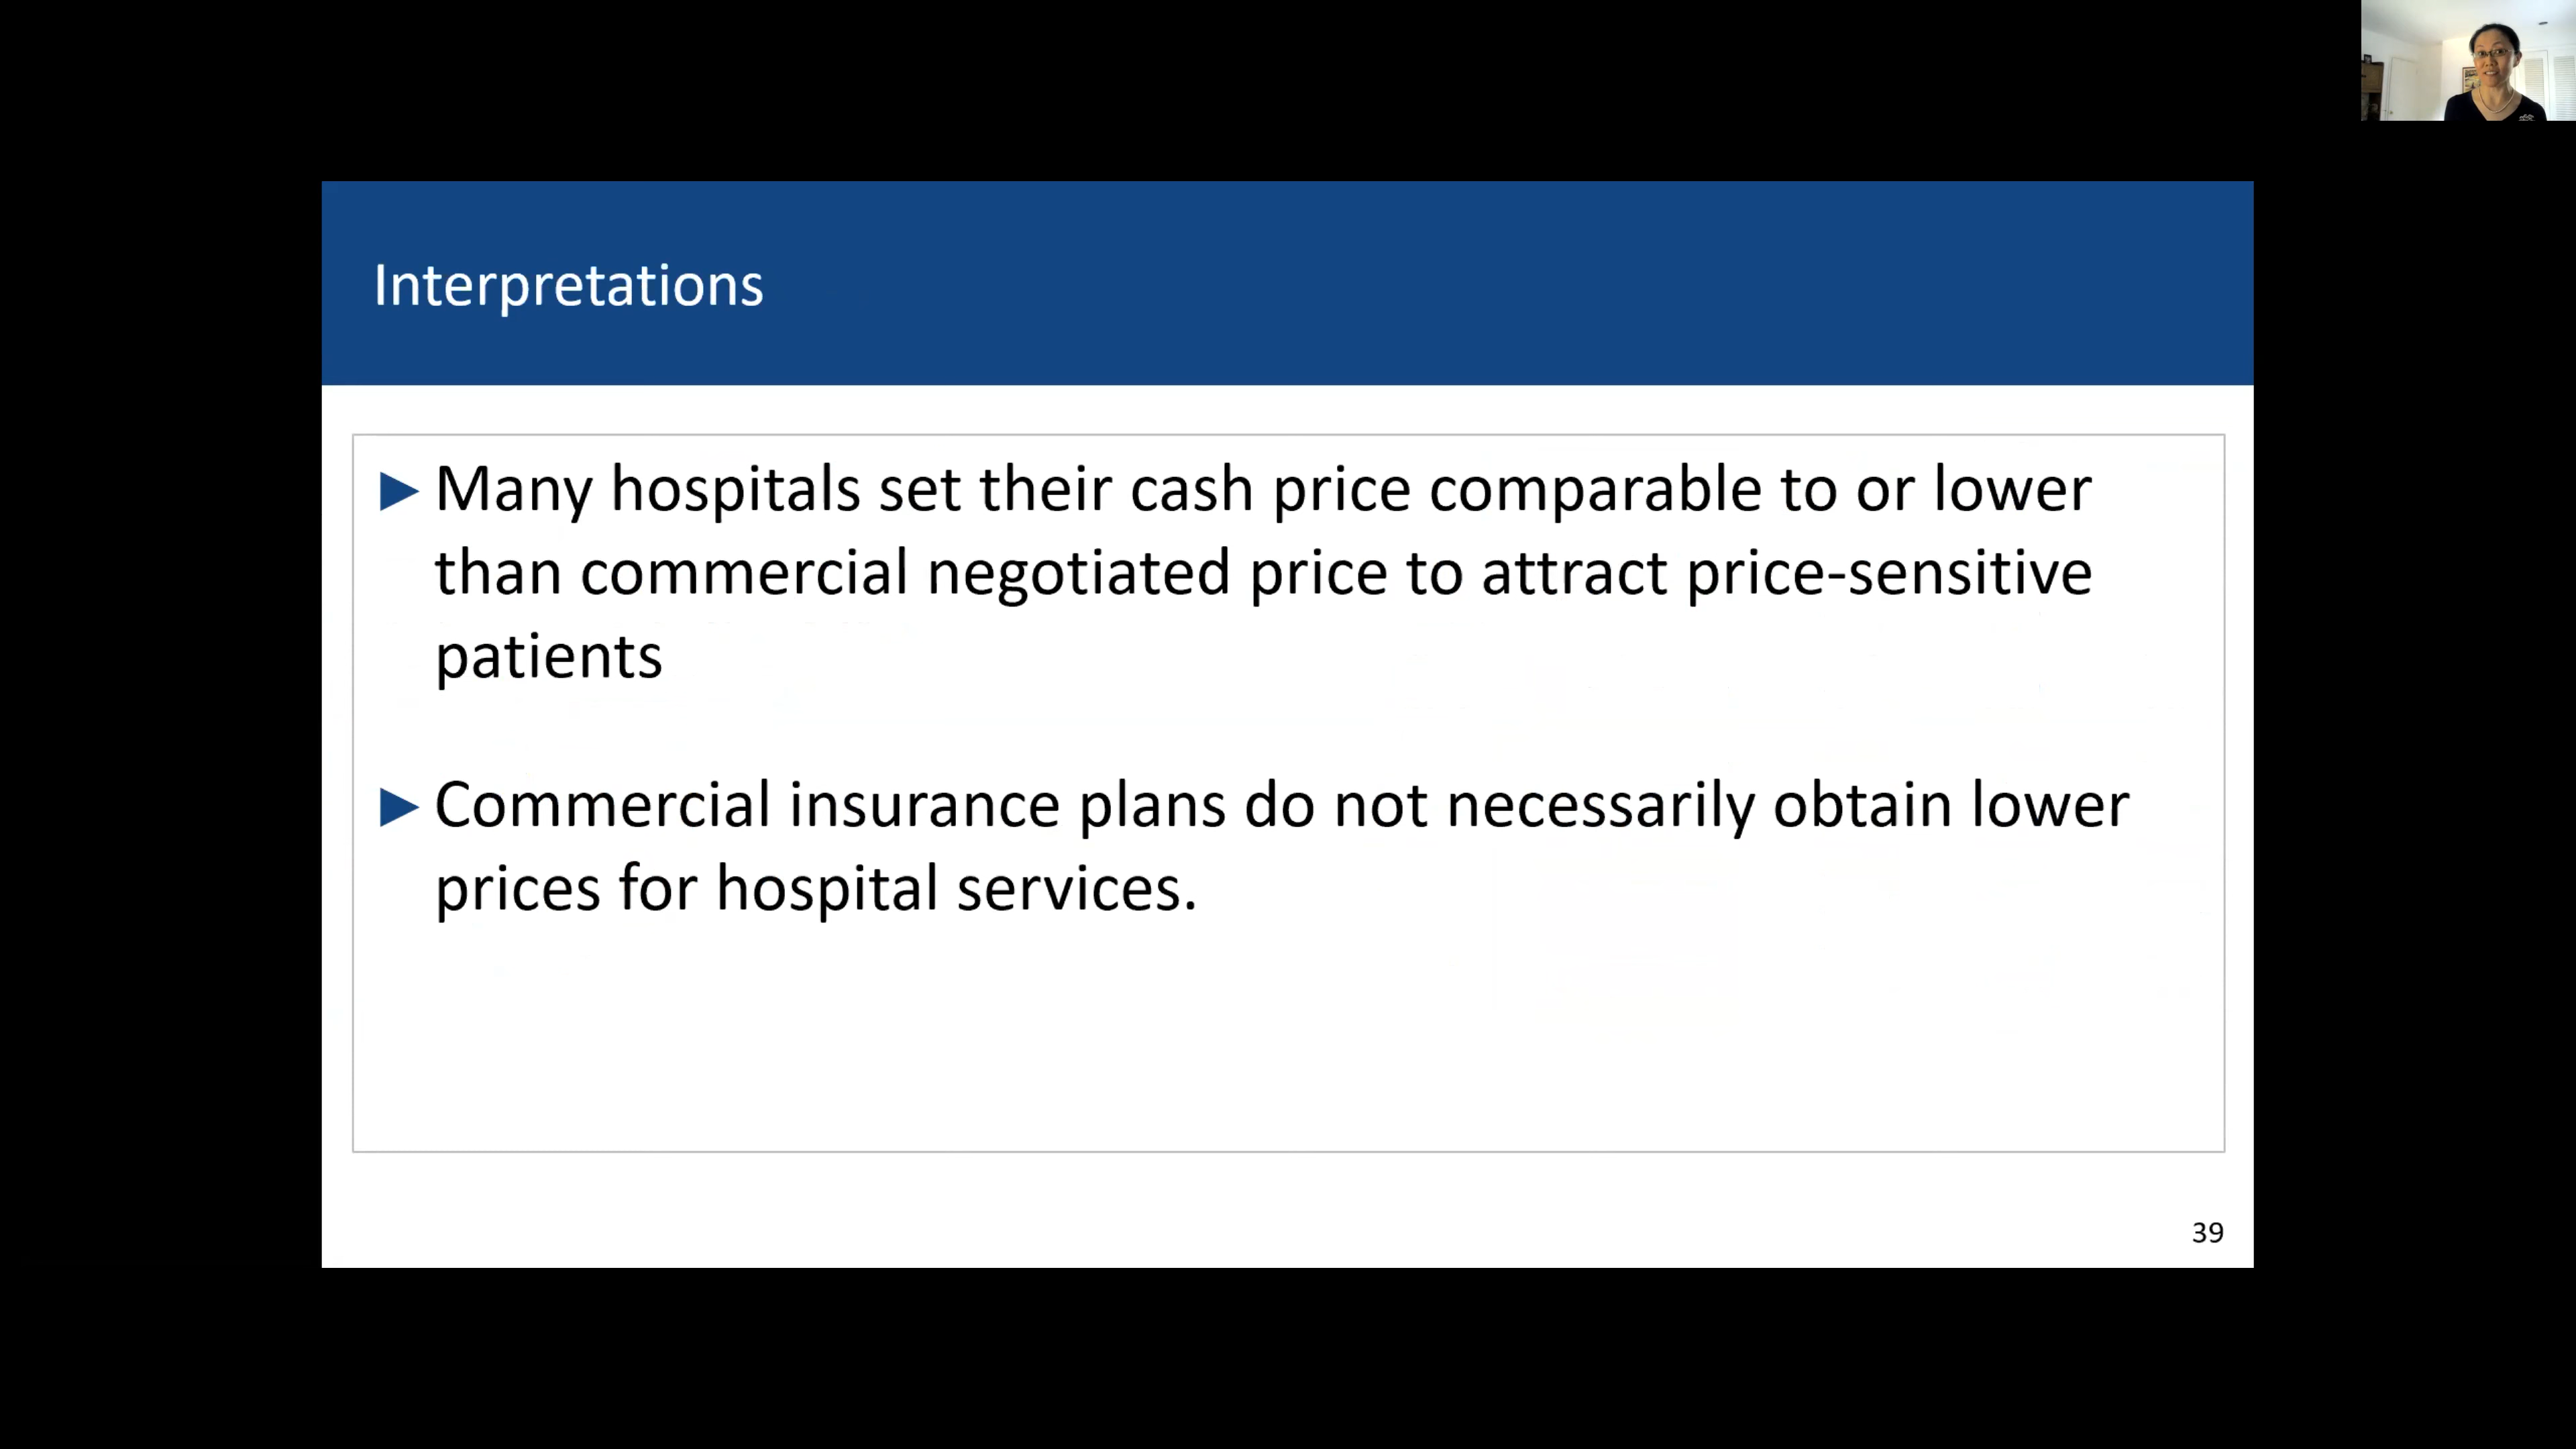 Interpretations
Many hospitals set their cash price comparable to or lower
than commercial negotiated price to attract price-sensitive
patients
Commercial insurance plans do not necessarily obtain lower
prices for hospital services.
39